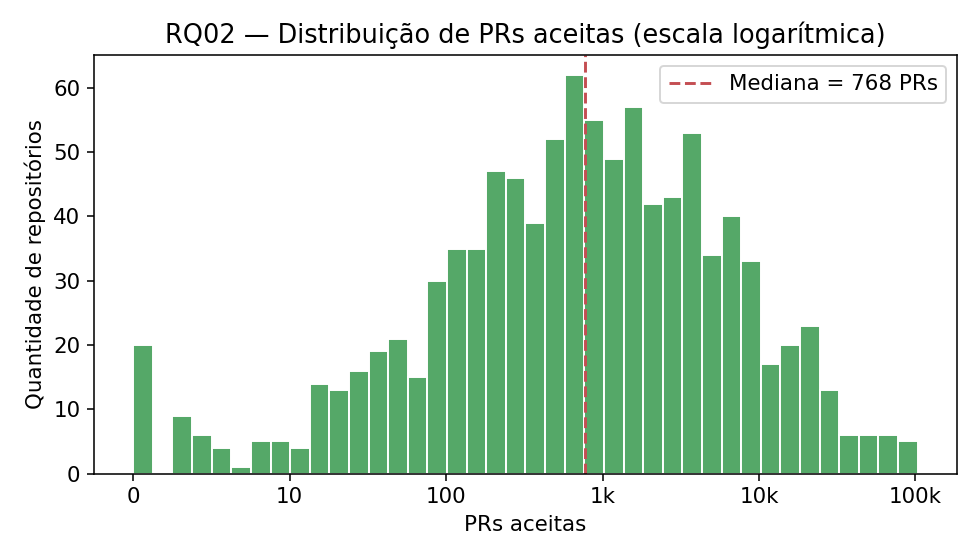 RQ02 — Distribuição de PRs aceitas (escala logarítmica)
Mediana = 768 PRs
Quantidade de repositórios
60
50
40
30
20
10
0
0 10 100 1k 10k 100k
PRs aceitas